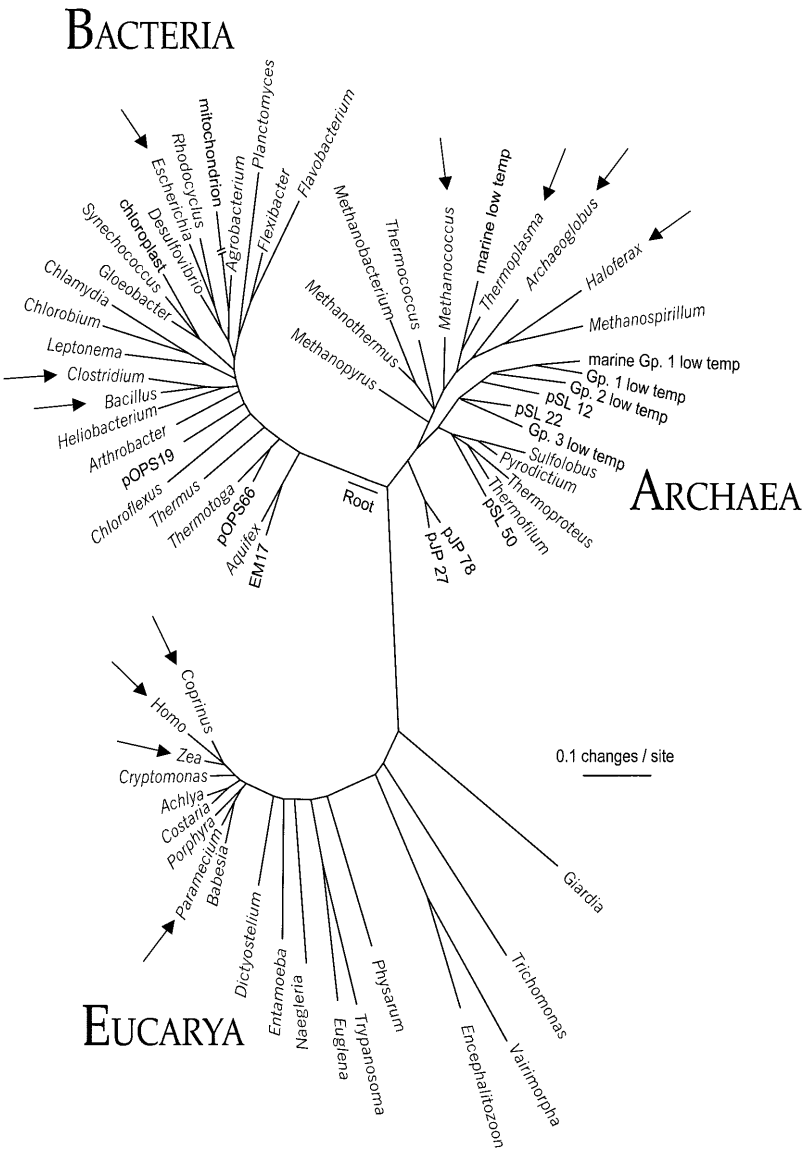 BACTERIA
Planctomyces
mitochondrion
Flavobacterium
Rhodocyclus
Escherichia
Agrobacterium
Flexibacter
Desulfovibrio
chloroplast
Synechococcus
Gloeobacter
Chlamydia
Chlorobium
Leptonema
Clostridium
Bacillus
Heliobacterium
Arthrobacter
pOPS19
Chloroflexus
Thermus
Thermotoga
pOPS66
Aquifex
EM17
Root
Methanopyrus
Methanothermus
Methanobacterium
Thermococcus
Methanococcus
marine low temp
Thermoplasma
Archaeoglobus
Haloferax
Methanospirillum
marine Gp. 1 low temp
Gp. 1 low temp
Gp. 2 low temp
pSL 12
pSL 22
Gp. 3 low temp
Sulfolobus
Pyrodictium
Thermoproteus
Thermofilum
pSL 50
pJP 78
pJP 27
ARCHAEA
Coprinus
Homo
Zea
Cryptomonas
Achlya
Costaria
Porphyra
Paramecium
Babesia
Dictyostelium
Entamoeba
Naegleria
Euglena
Trypanosoma
Physarum
Encephalitozoon
Vairimorpha
Trichomonas
Giardia
0.1 changes / site
EUCARYA